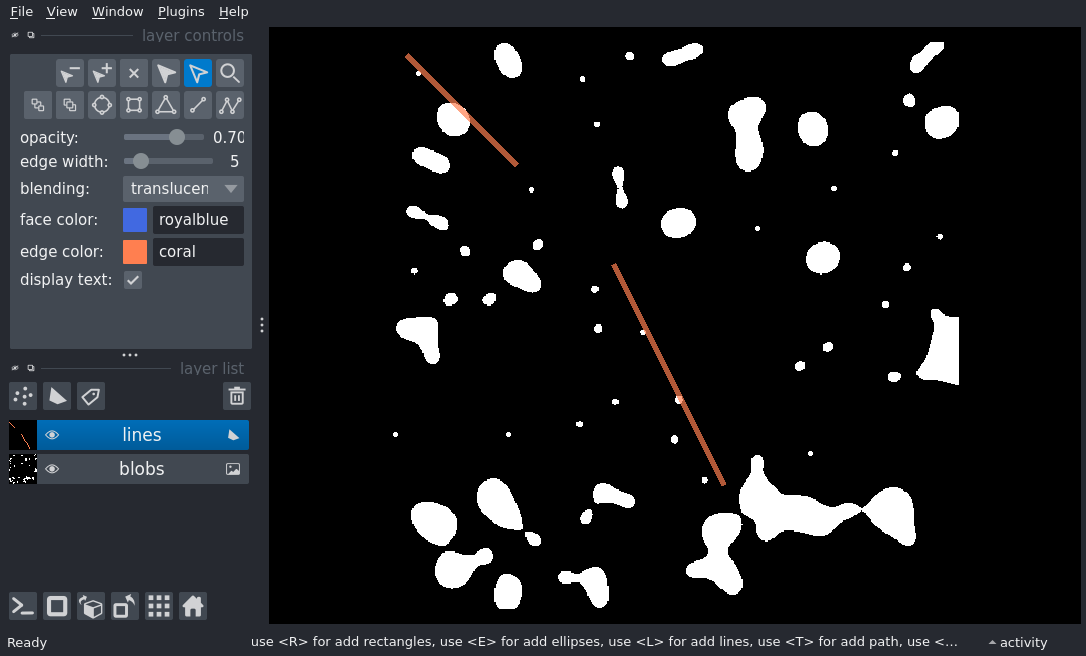 File View Window Plugins Help
layer controls
opacity: 0.70
edge width: 5
blending: translucen
face color: royalblue
edge color: coral
display text:
layer list
lines
blobs
Ready use <R> for add rectangles, use <E> for add ellipses, use <L> for add lines, use <T> for add path, use <... activity